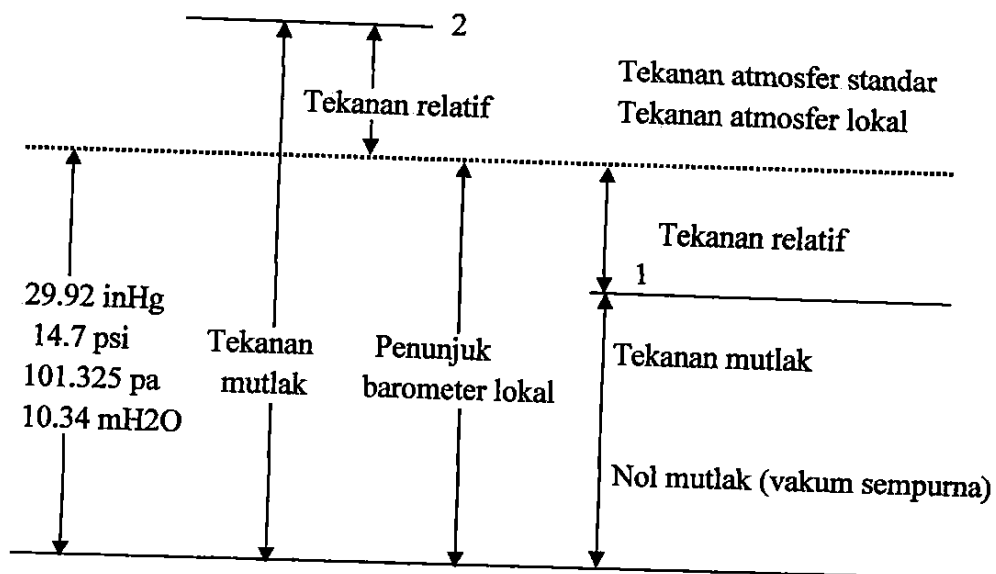 2
Tekanan relatif
Tekanan atmosfer standar
Tekanan atmosfer lokal
Tekanan relatif
1
29.92 inHg
14.7 psi
101.325 pa
10.34 mH2O
Tekanan
mutlak
Penunjuk
barometer lokal
Tekanan mutlak
Nol mutlak (vakum sempurna)